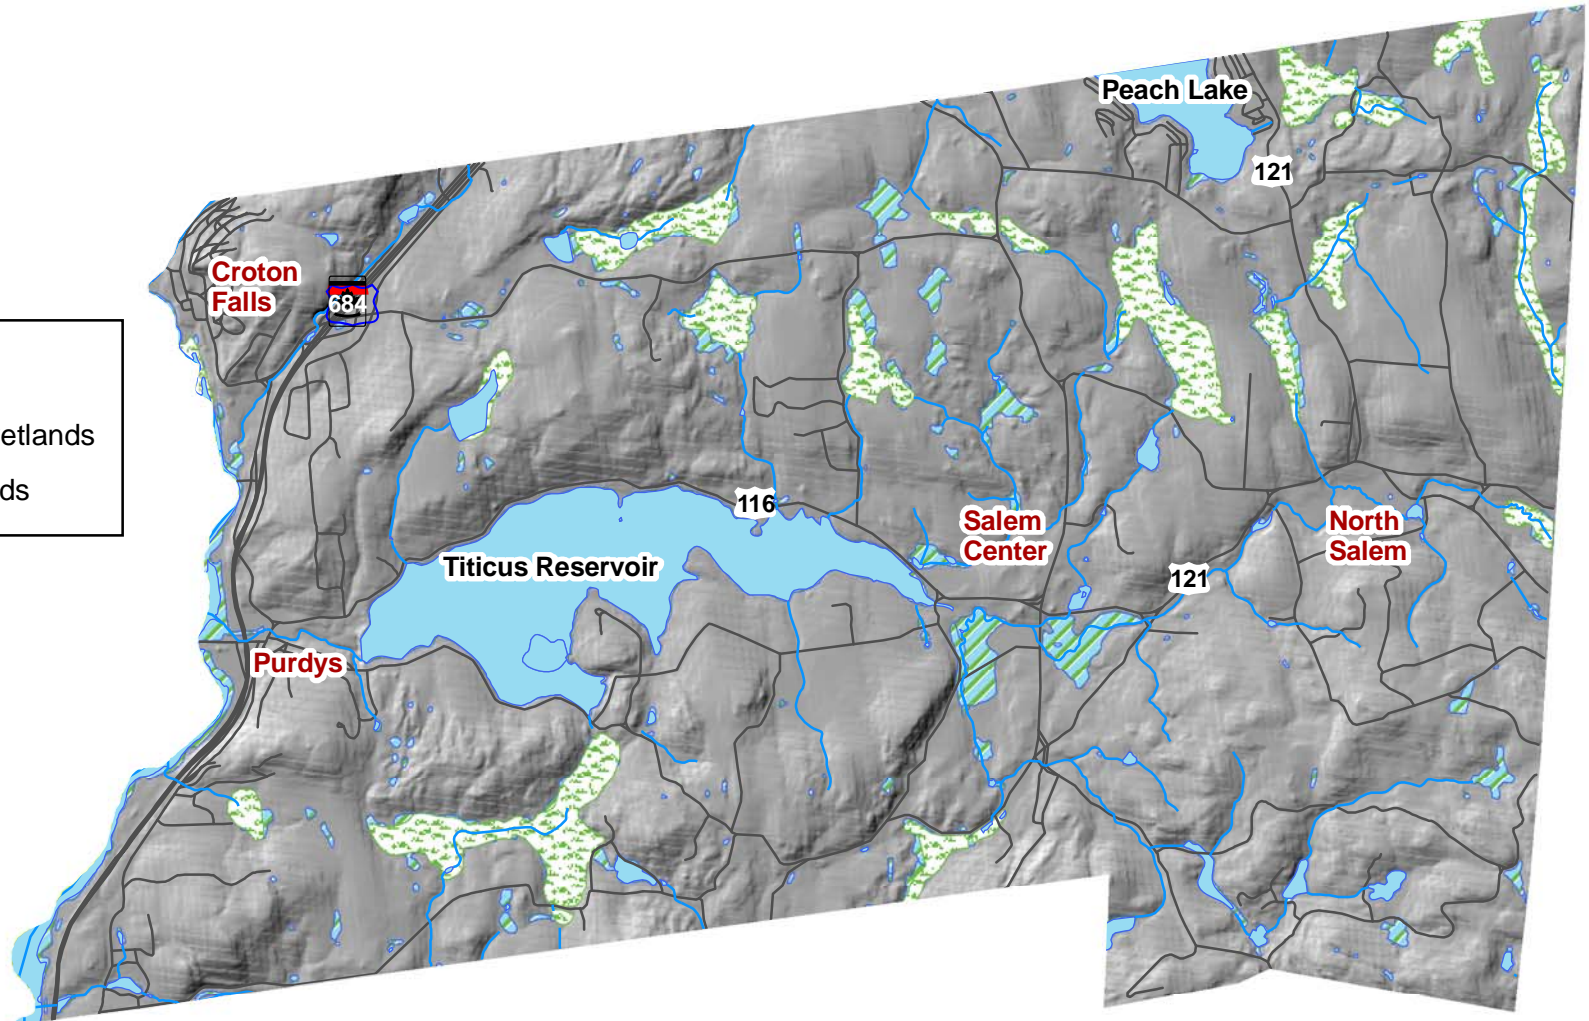 Peach Lake
121
Croton
Falls
684
etlands
ds
116
Salem
Center
North
Salem
Titicus Reservoir
121
Purdys